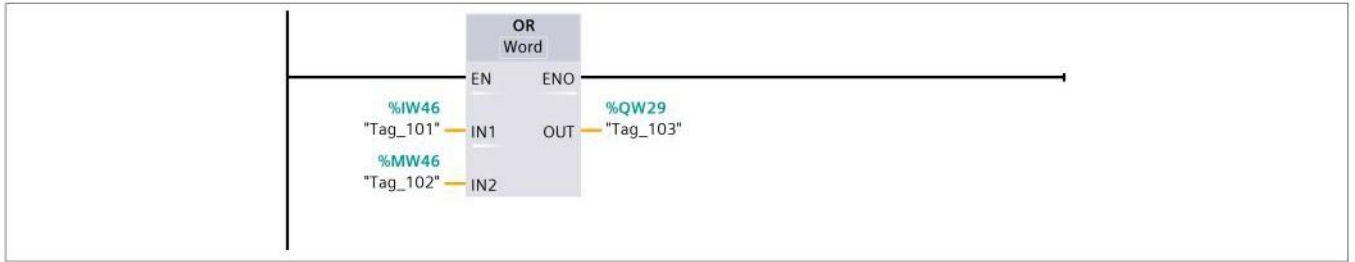 OR
Word
EN ENO
%IW46 %QW29
"Tag_101" IN1 OUT "Tag_103"
%MW46
"Tag_102" IN2